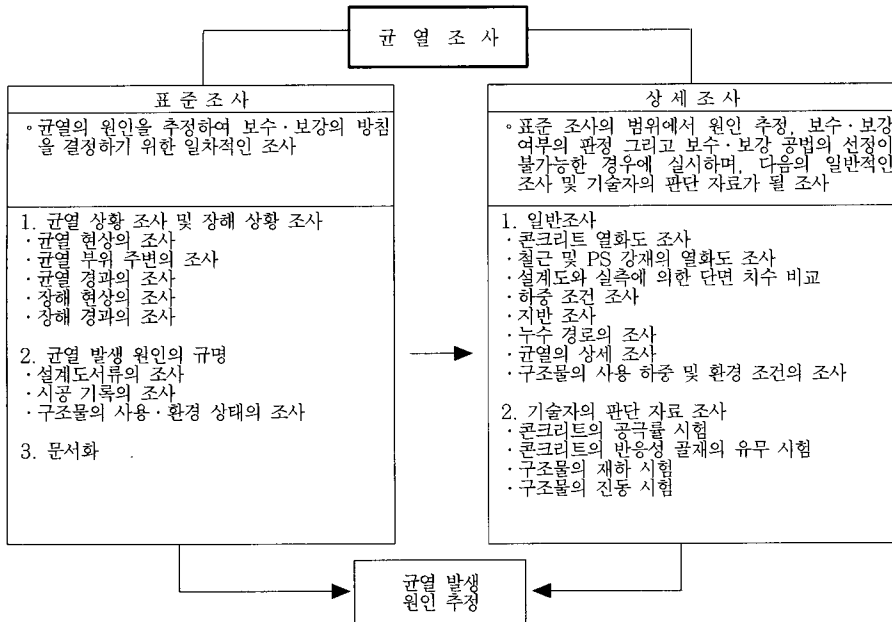 균 열 조 사
표 준 조 사
◦ 균열의 원인을 추정하여 보수·보강의 방침
을 결정하기 위한 일차적인 조사
1. 균열 상황 조사 및 장해 상황 조사
· 균열 현상의 조사
· 균열 부위 주변의 조사
· 균열 경과의 조사
· 장해 현상의 조사
· 장해 경과의 조사
2. 균열 발생 원인의 규명
· 설계도서류의 조사
· 시공 기록의 조사
· 구조물의 사용·환경 상태의 조사
3. 문서화
상 세 조 사
◦ 표준 조사의 범위에서 원인 추정, 보수·보강
여부의 판정 그리고 보수·보강 공법의 선정이
불가능한 경우에 실시하며, 다음의 일반적인
조사 및 기술자의 판단 자료가 될 조사
1. 일반조사
· 콘크리트 열화도 조사
· 철근 및 PS 강재의 열화도 조사
· 설계도와 실측에 의한 단면 치수 비교
· 하중 조건 조사
· 지반 조사
· 누수 경로의 조사
· 균열의 상세 조사
· 구조물의 사용 하중 및 환경 조건의 조사
2. 기술자의 판단 자료 조사
· 콘크리트의 공극률 시험
· 콘크리트의 반응성 골재의 유무 시험
· 구조물의 재하 시험
· 구조물의 진동 시험
균열 발생
원인 추정